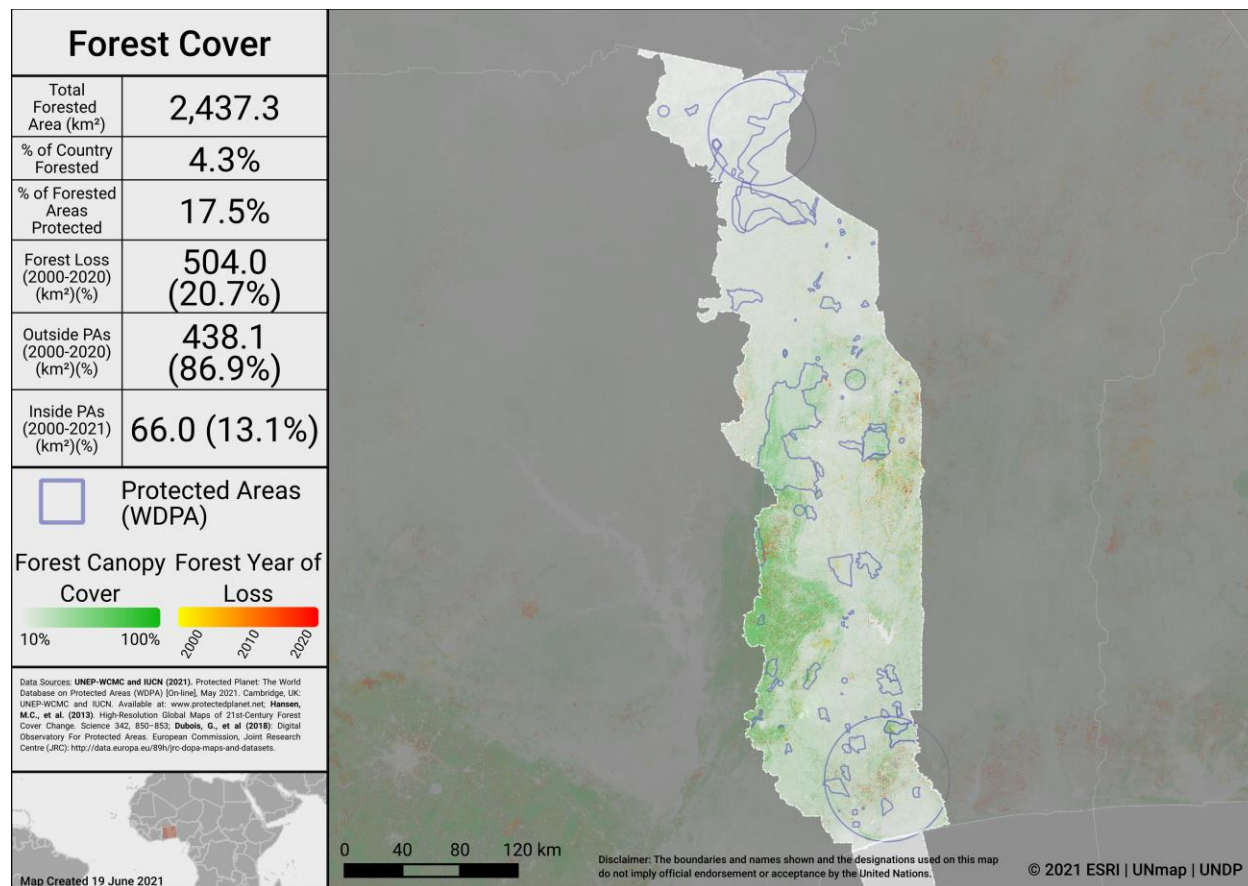 Forest Cover
Total
Forested
Area (km²)
2,437.3
% of Country
Forested
4.3%
% of Forested
Areas
Protected
17.5%
Forest Loss
(2000-2020)
(km²)(%)
504.0
(20.7%)
Outside PAs
(2000-2020)
(km²)(%)
438.1
(86.9%)
Inside PAs
(2000-2021)
(km²)(%)
66.0 (13.1%)
Protected Areas
(WDPA)
Forest Canopy
Cover
10%
100%
Forest Year of
Loss
2000
2010
2020
Data Sources: UNEP-WCMC and IUCN (2021). Protected Planet: The World
Database on Protected Areas (WDPA) [On-line], May 2021. Cambridge, UK:
UNEP-WCMC and IUCN. Available at: www.protectedplanet.net; Hansen,
M.C., et al. (2013). High-Resolution Global Maps of 21st-Century Forest
Cover Change. Science 342, 850–853; Dubois, G., et al (2018): Digital
Observatory For Protected Areas. European Commission, Joint Research
Centre (JRC): http://data.europa.eu/89h/jrc-dopa-maps-and-datasets.
Map Created 19 June 2021
0 40 80 120 km
Disclaimer: The boundaries and names shown and the designations used on this map
do not imply official endorsement or acceptance by the United Nations.
© 2021 ESRI | UNmap | UNDP